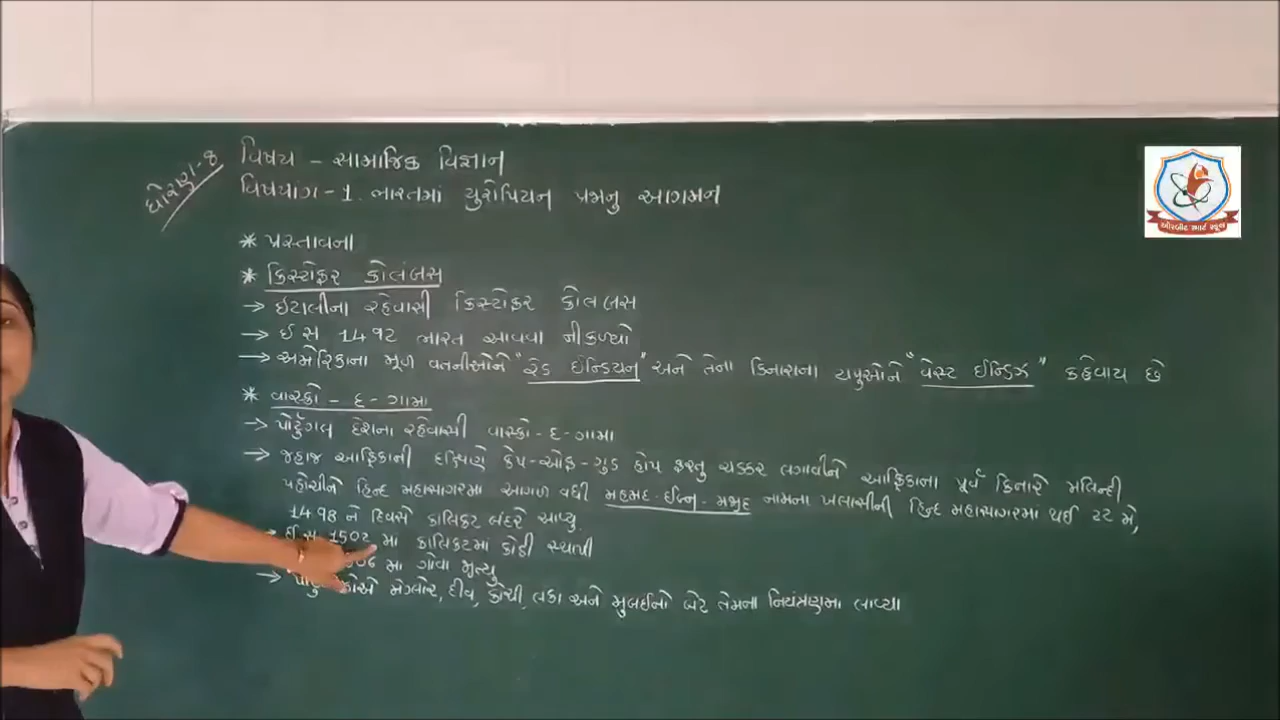 ધોરણ-8
વિષય - સામાજિક વિજ્ઞાન
વિષયાંગ - 1. ભારતમાં યુરોપિયન પ્રજાનુ આગમન
* પ્રસ્તાવના
* ક્રિસ્ટોફર કોલંબસ
→ ઈટાલીના રહેવાસી ક્રિસ્ટોફર કોલંબસ
→ ઈ સ 1492 ભારત આવવા નીકળ્યો
→ અમેરિકાના મૂળ વતનીઓને "રેડ ઈન્ડિયન" અને તેના કિનારાના ટાપુઓને "વેસ્ટ ઈન્ડિઝ" કહેવાય છે
* વાસ્કો - દ - ગામા
→ પોર્ટુગલ દેશના રહેવાસી વાસ્કો - દ - ગામા
→ જહાજ આફ્રિકાની દક્ષિણે કેપ-ઓફ-ગુડ હોપ ફરતુ ચક્કર લગાવીને આફ્રિકાના પૂર્વ કિનારે મલિન્દી
પહોચીને હિન્દ મહાસાગરમા આગળ વધી મહમદ-ઈબ્ન-મજીદ નામના ખલાસીની હિન્દ મહાસાગરમા થઈ 22 મે,
1498 ને દિવસે કાલિકટ બંદરે આવ્યુ
ઈ સ 1502 માં કાલિકટમાં કોઠી સ્થાપી
માં ગોવા મૃત્યુ
→ મેંગ્લોર, દીવ, કોચી, લંકા અને મુંબઈનો બેટ તેમના નિયંત્રણમાં લાવ્યા
ઓરબીટ સ્માર્ટ સ્કૂલ